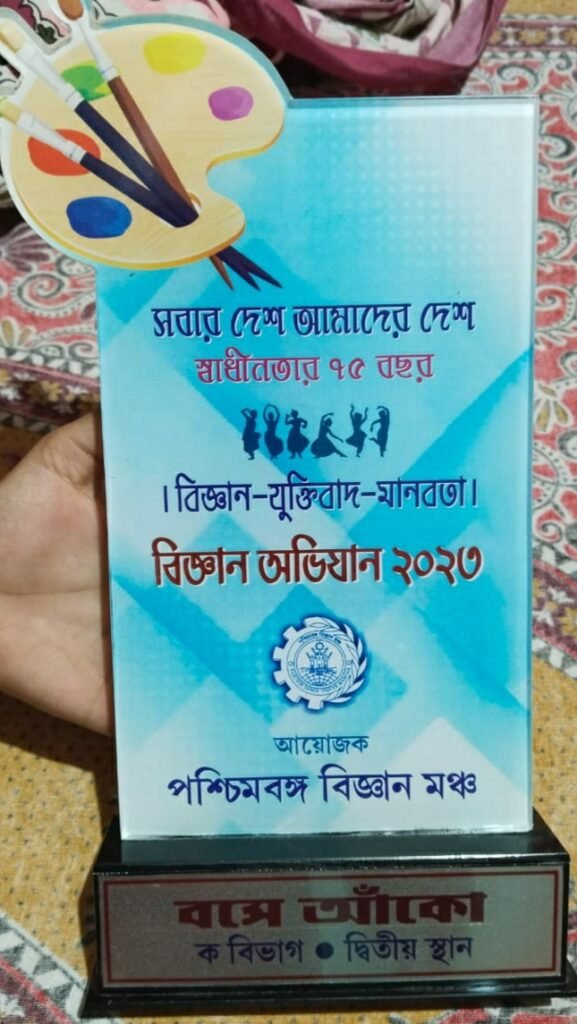 সবার দেশ আমাদের দেশ
স্বাধীনতার ৭৫ বছর
। বিজ্ঞান-যুক্তিবাদ-মানবতা।
বিজ্ঞান অভিযান ২০২৩
আয়োজক
পশ্চিমবঙ্গ বিজ্ঞান মঞ্চ
বসে আঁকো
ক বিভাগ ● দ্বিতীয় স্থান